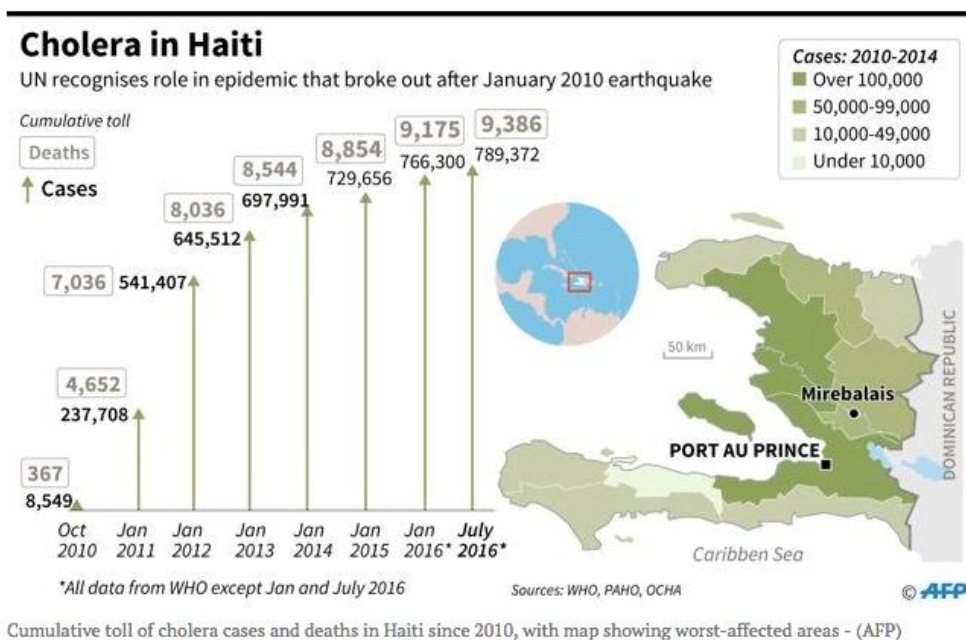 Cholera in Haiti
UN recognises role in epidemic that broke out after January 2010 earthquake
Cumulative toll
Deaths
Cases
367
8,549
4,652
237,708
7,036 541,407
8,036
645,512
8,544
697,991
8,854
729,656
9,175
766,300
9,386
789,372
Oct 2010
Jan 2011
Jan 2012
Jan 2013
Jan 2014
Jan 2015
Jan 2016*
July 2016*
*All data from WHO except Jan and July 2016
Cases: 2010-2014
Over 100,000
50,000-99,000
10,000-49,000
Under 10,000
50 km
Mirebalais
PORT AU PRINCE
DOMINICAN REPUBLIC
Caribben Sea
Sources: WHO, PAHO, OCHA
© AFP
Cumulative toll of cholera cases and deaths in Haiti since 2010, with map showing worst-affected areas - (AFP)